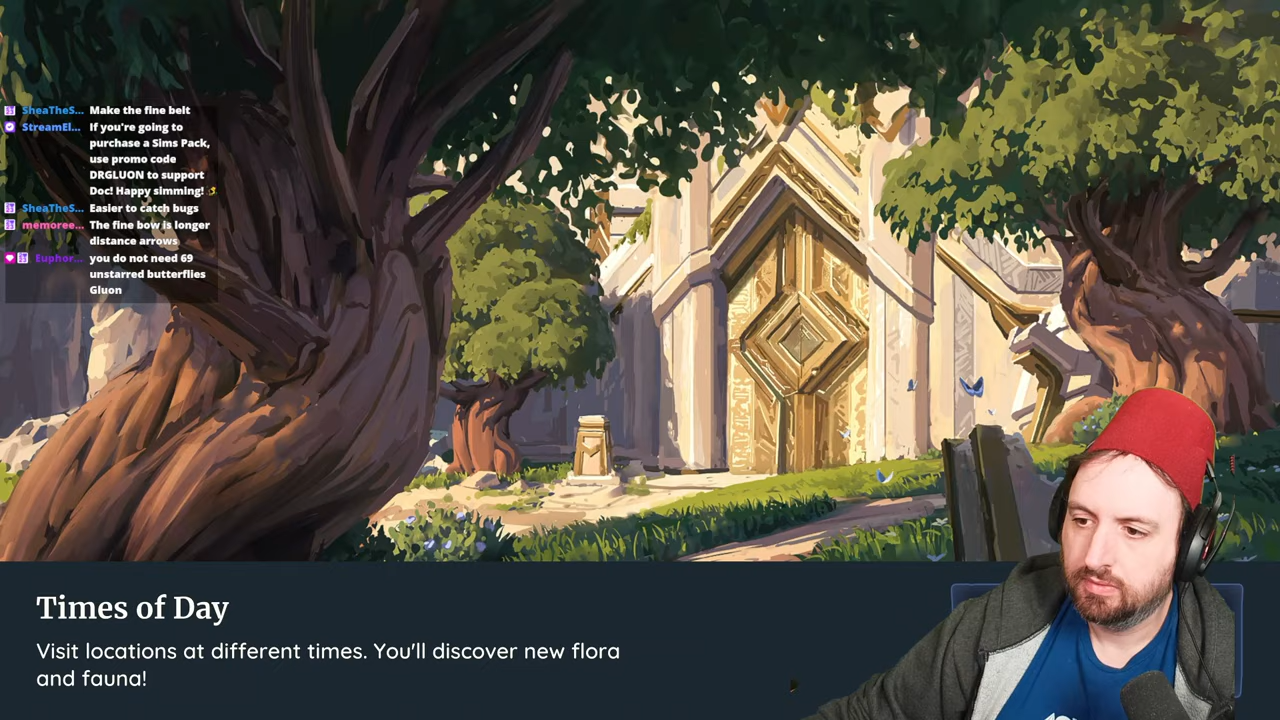 SheaTheS... Make the fine belt
StreamEl... If you're going to
purchase a Sims Pack,
use promo code
DRGLUON to support
Doc! Happy simming!
SheaTheS... Easier to catch bugs
memoree... The fine bow is longer
distance arrows
Euphor... you do not need 69
unstarred butterflies
Gluon
Times of Day
Visit locations at different times. You'll discover new flora
and fauna!